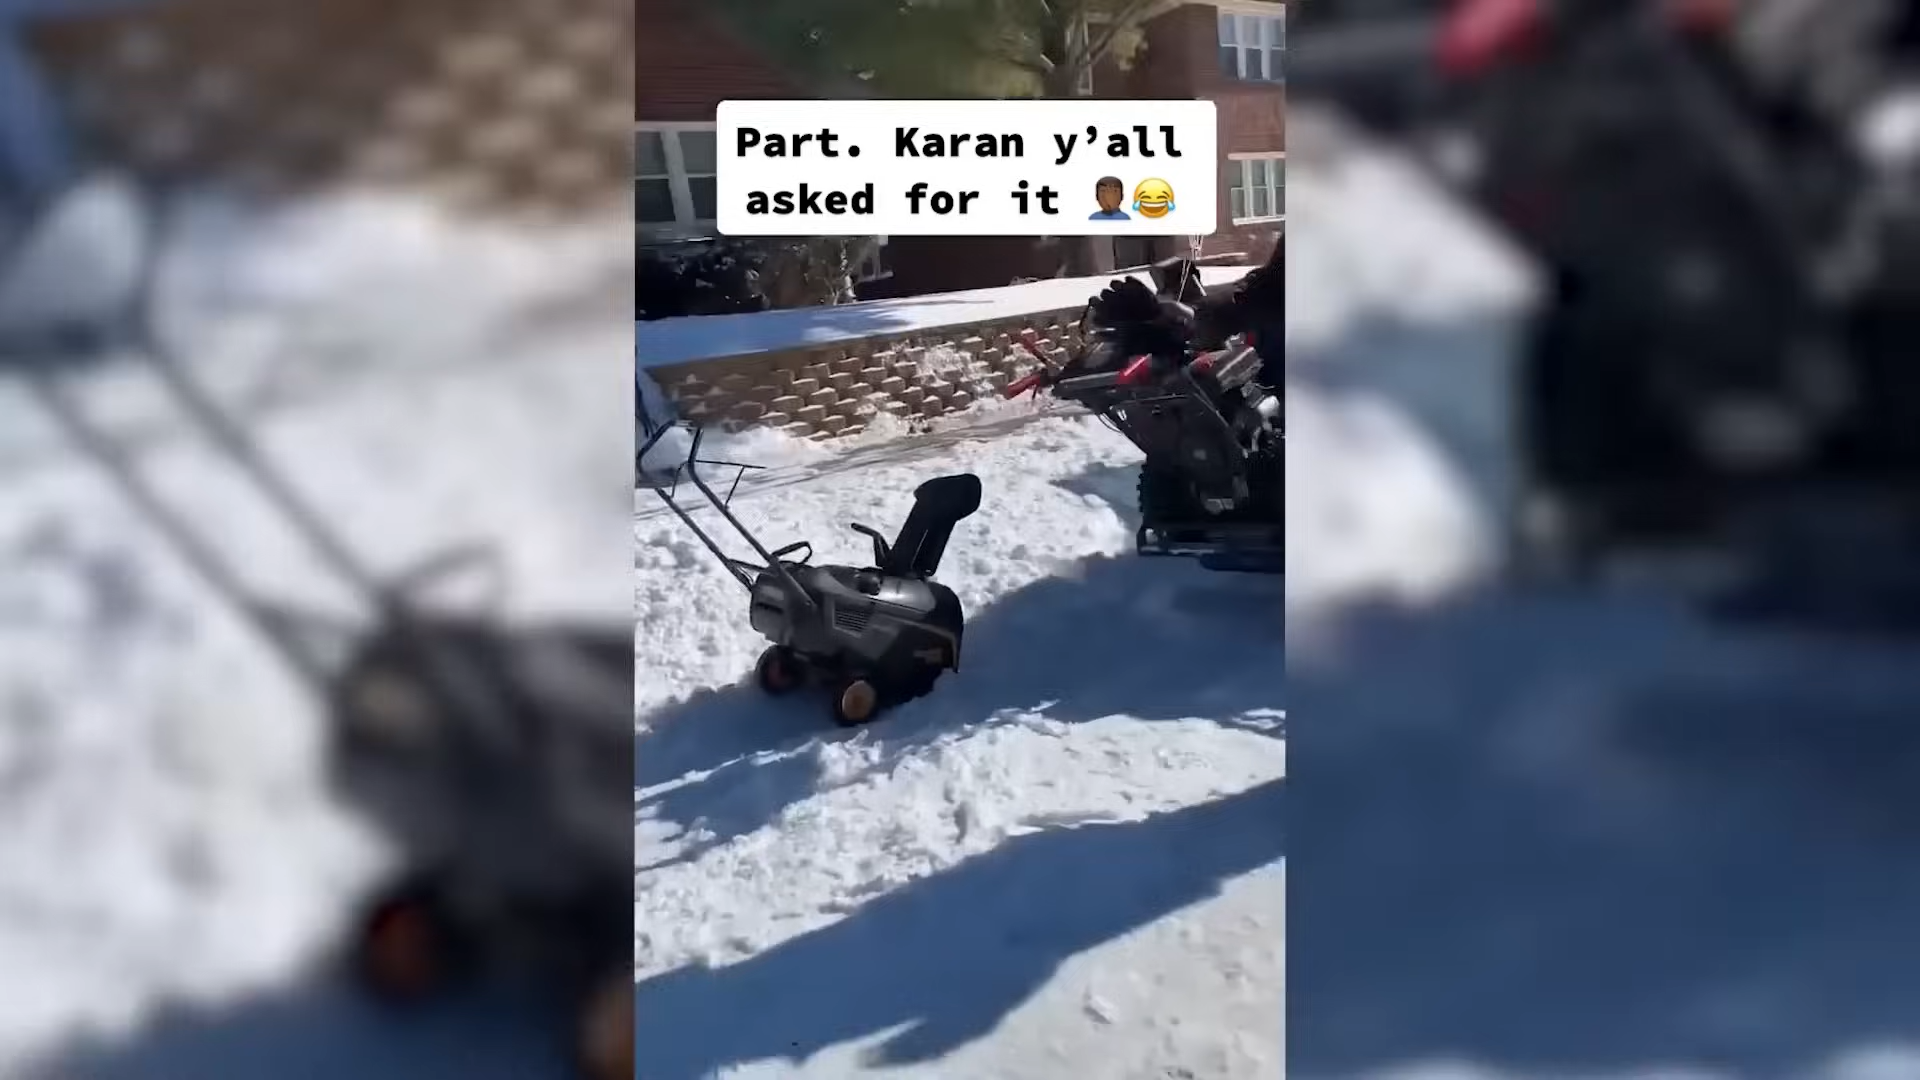 Part. Karan y’all
asked for it 🤦🏾‍♂️😂